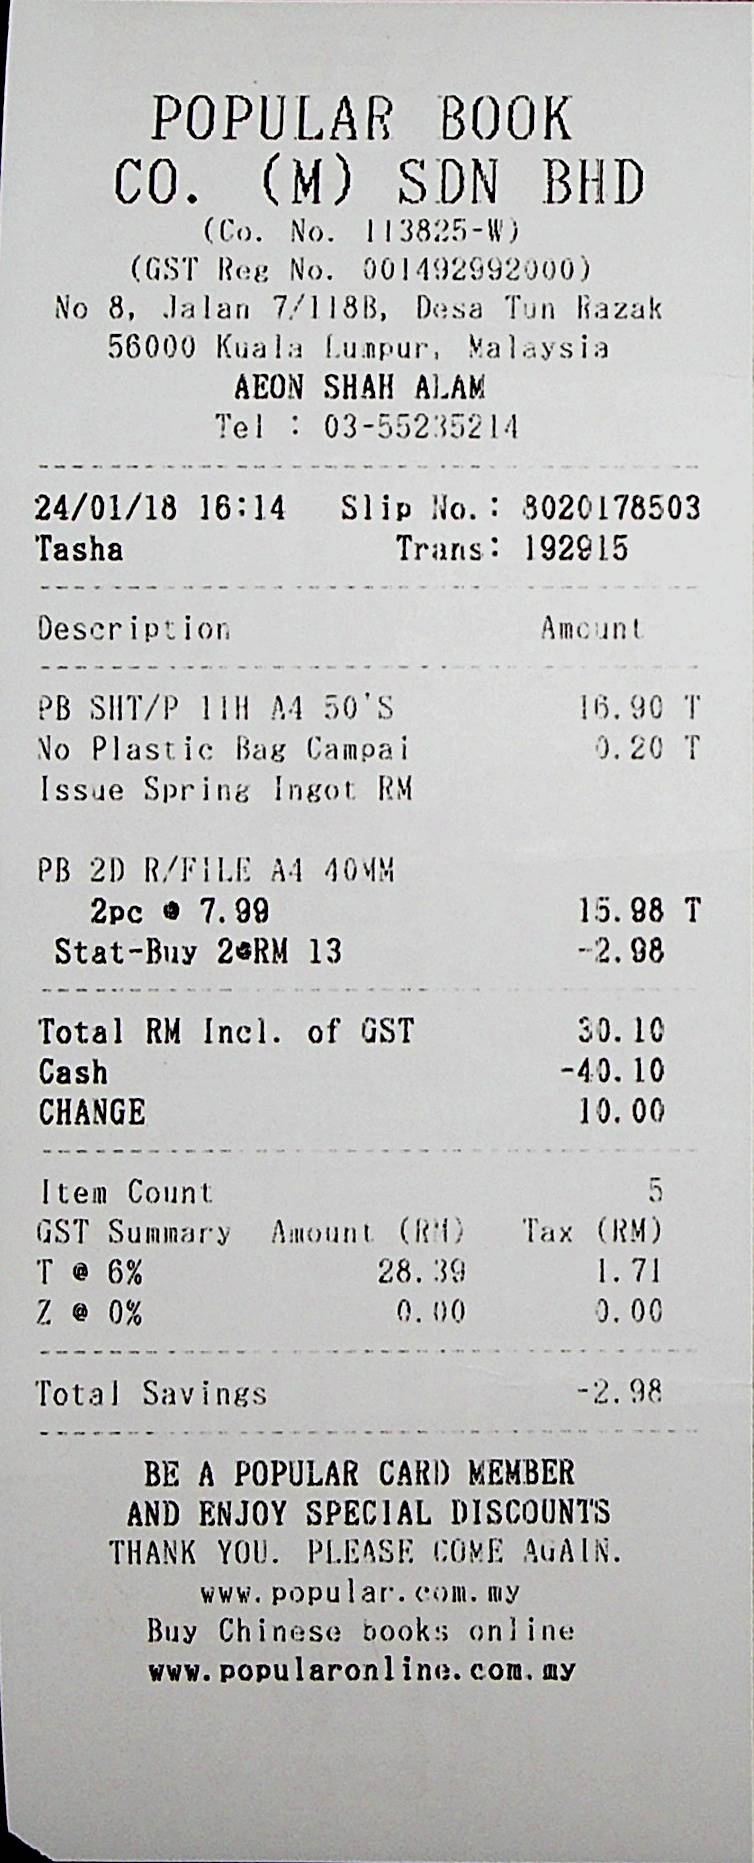 POPULAR BOOK
CO. (M) SDN BHD
(Co. No. 113825-W)
(GST Reg No. 001492992000)
No 8, Jalan 7/118B, Desa Tun Razak
56000 Kuala Lumpur, Malaysia
AEON SHAH ALAM
Tel : 03-55235214
24/01/18 16:14 Slip No.: 8020178503
Tasha Trans: 192915
Description Amount
PB SHT/P 11H A4 50'S 16.90 T
No Plastic Bag Campai 0.20 T
Issue Spring Ingot RM
PB 2D R/FILE A4 40MM
2pc @ 7.99 15.98 T
Stat-Buy 2@RM 13 -2.98
Total RM Incl. of GST 30.10
Cash -40.10
CHANGE 10.00
Item Count 5
GST Summary Amount (RM) Tax (RM)
T @ 6% 28.39 1.71
Z @ 0% 0.00 0.00
Total Savings -2.98
BE A POPULAR CARD MEMBER
AND ENJOY SPECIAL DISCOUNTS
THANK YOU. PLEASE COME AGAIN.
www.popular.com.my
Buy Chinese books online
www.popularonline.com.my